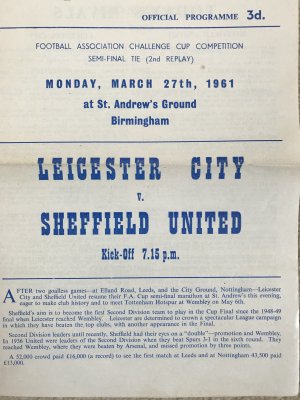 OFFICIAL PROGRAMME 3d.
FOOTBALL ASSOCIATION CHALLENGE CUP COMPETITION
SEMI-FINAL TIE (2nd REPLAY)
MONDAY, MARCH 27th, 1961
at St. Andrew's Ground
Birmingham
LEICESTER CITY
v.
SHEFFIELD UNITED
Kick-Off 7.15 p.m.
AFTER two goalless games—at Elland Road, Leeds, and the City Ground, Nottingham—Leicester
City and Sheffield United resume their F.A. Cup semi-final marathon at St. Andrew's this evening,
eager to make club history and to meet Tottenham Hotspur at Wembley on May 6th.
Sheffield's aim is to become the first Second Division team to play in the Cup Final since the 1948-49
final when Leicester reached Wembley. Leicester are determined to crown a spectacular League campaign
in which they have beaten the top clubs, with another appearance in the Final.
Second Division leaders until recently, Sheffield had their eyes on a "double"—promotion and Wembley.
In 1936 United were leaders of the Second Division when they beat Spurs 3-1 in the sixth round. They
reached Wembley, where they were beaten by Arsenal, and missed promotion by three points.
A 52,000 crowd paid £16,000 (a record) to see the first match at Leeds and at Nottingham 43,500 paid
£13,000.